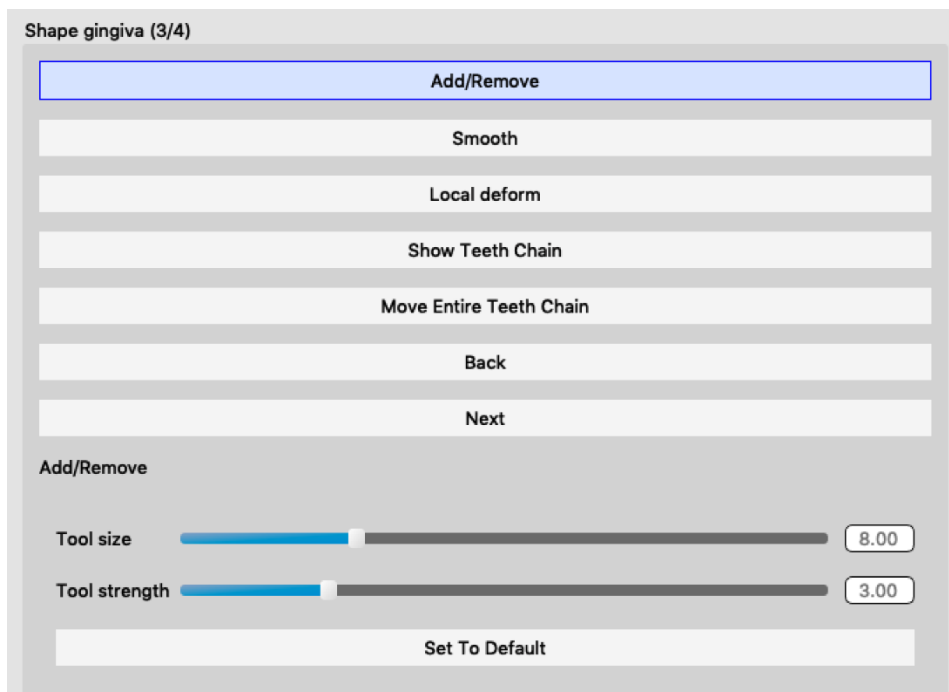 Shape gingiva (3/4)
Add/Remove
Smooth
Local deform
Show Teeth Chain
Move Entire Teeth Chain
Back
Next
Add/Remove
Tool size 8.00
Tool strength 3.00
Set To Default